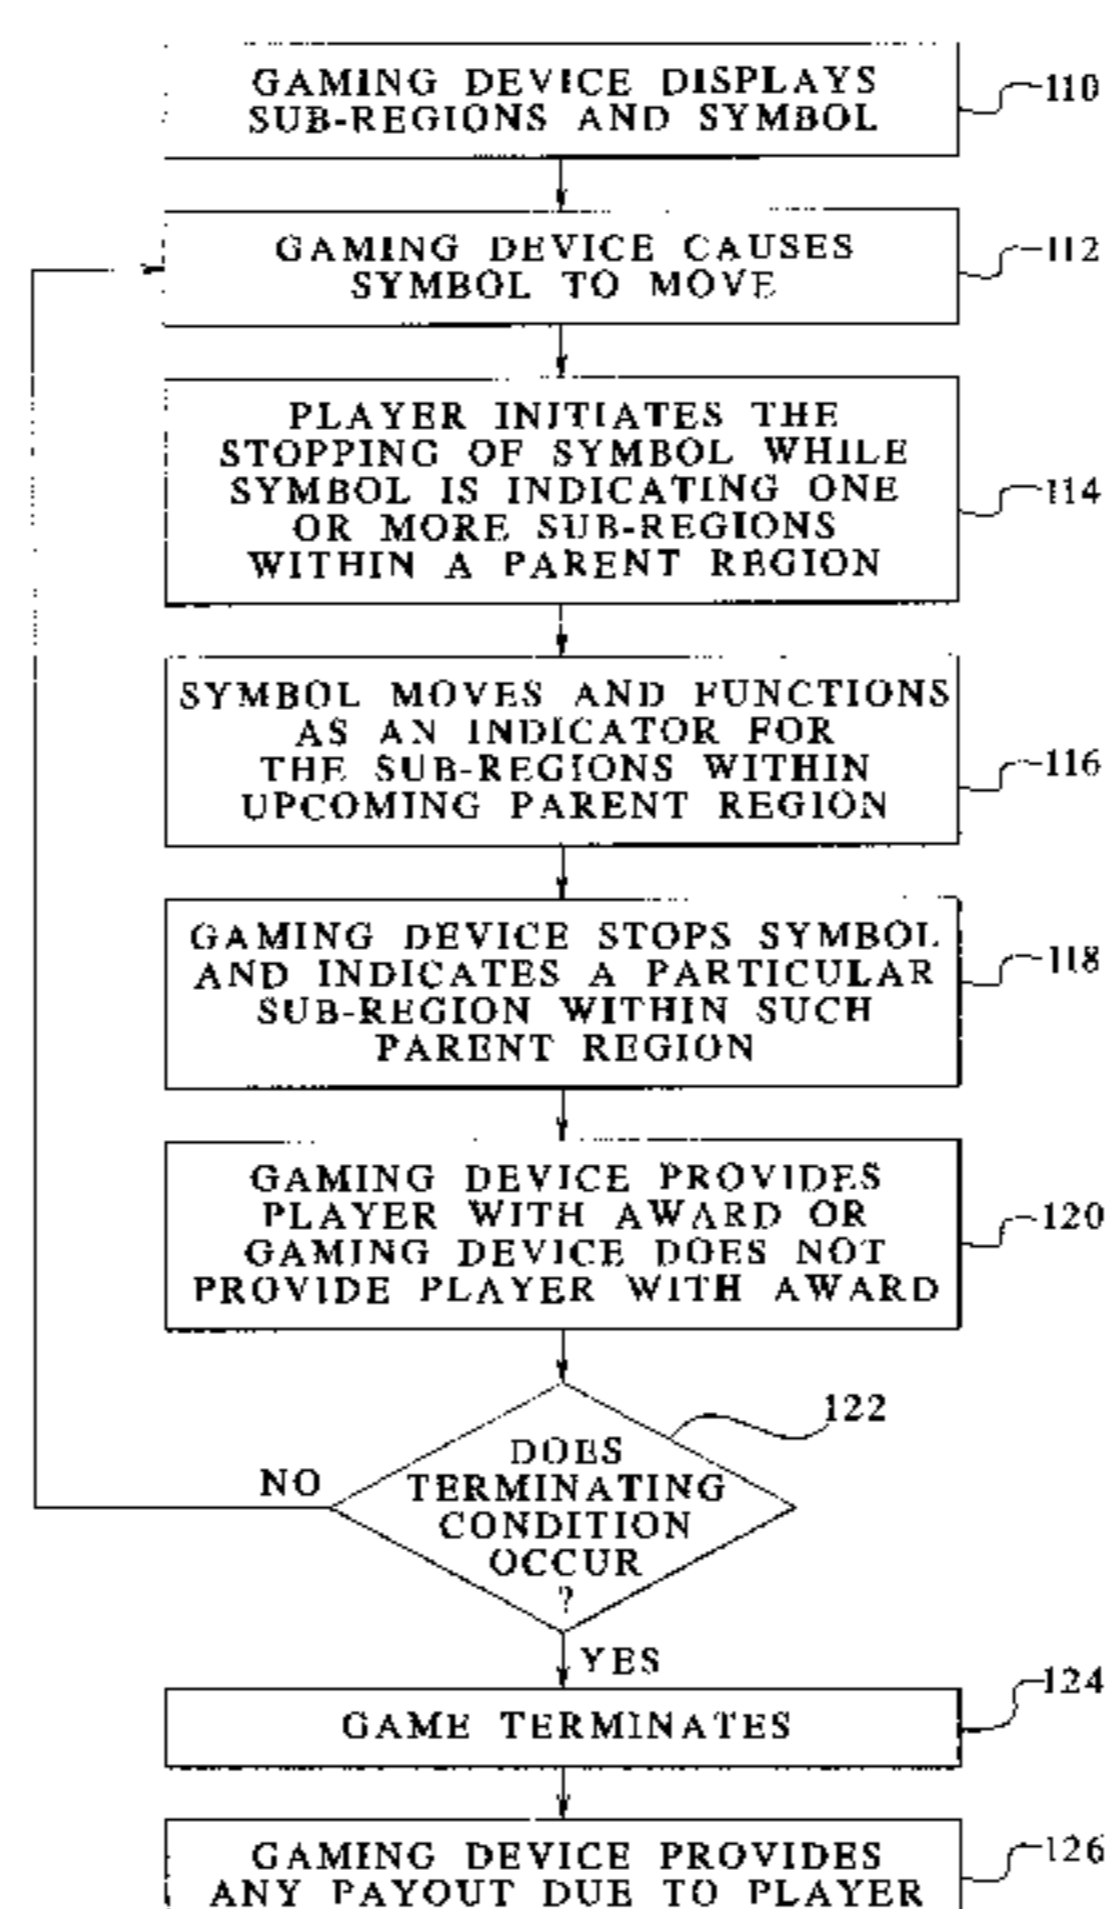 GAMING DEVICE DISPLAYS
SUB-REGIONS AND SYMBOL
110
GAMING DEVICE CAUSES
SYMBOL TO MOVE
112
PLAYER INITIATES THE
STOPPING OF SYMBOL WHILE
SYMBOL IS INDICATING ONE
OR MORE SUB-REGIONS
WITHIN A PARENT REGION
114
SYMBOL MOVES AND FUNCTIONS
AS AN INDICATOR FOR
THE SUB-REGIONS WITHIN
UPCOMING PARENT REGION
116
GAMING DEVICE STOPS SYMBOL
AND INDICATES A PARTICULAR
SUB-REGION WITHIN SUCH
PARENT REGION
118
GAMING DEVICE PROVIDES
PLAYER WITH AWARD OR
GAMING DEVICE DOES NOT
PROVIDE PLAYER WITH AWARD
120
122
DOES
TERMINATING
CONDITION
OCCUR
?
NO
YES
GAME TERMINATES
124
GAMING DEVICE PROVIDES
ANY PAYOUT DUE TO PLAYER
126